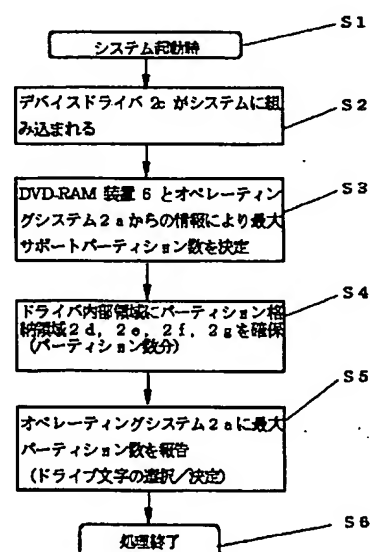 システム起動時
S1
デバイスドライバ 2c がシステムに組
み込まれる
S2
DVD-RAM 装置 6 とオペレーティン
グシステム2aからの情報により最大
サポートパーティション数を決定
S3
ドライバ内部領域にパーティション格
納領域2d, 2e, 2f, 2gを確保
(パーティション数分)
S4
オペレーティングシステム2aに最大
パーティション数を報告
(ドライブ文字の選択/決定)
S5
処理終了
S6